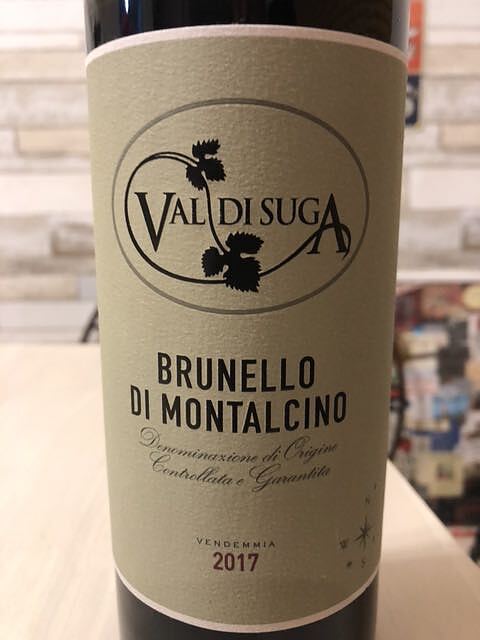 VAL DI SUGA
BRUNELLO
DI MONTALCINO
Denominazione di Origine
Controllata e Garantita
VENDEMMIA
2017
N
W
S